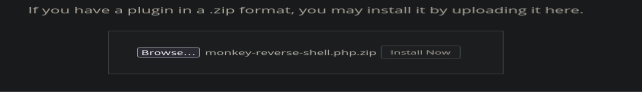 If you have a plugin in a .zip format, you may install it by uploading it here.
Browse... monkey-reverse-shell.php.zip Install Now